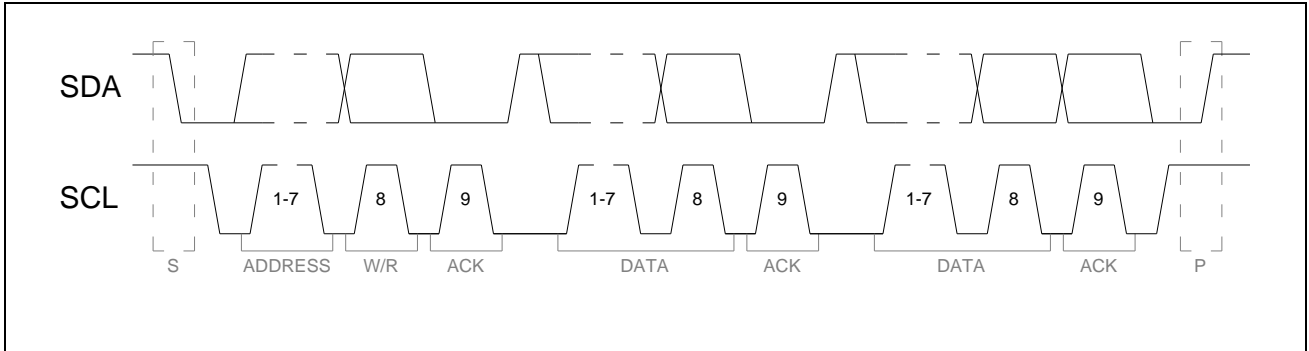 SDA
SCL
1-7 8 9 1-7 8 9 1-7 8 9
S ADDRESS W/R ACK DATA ACK DATA ACK P